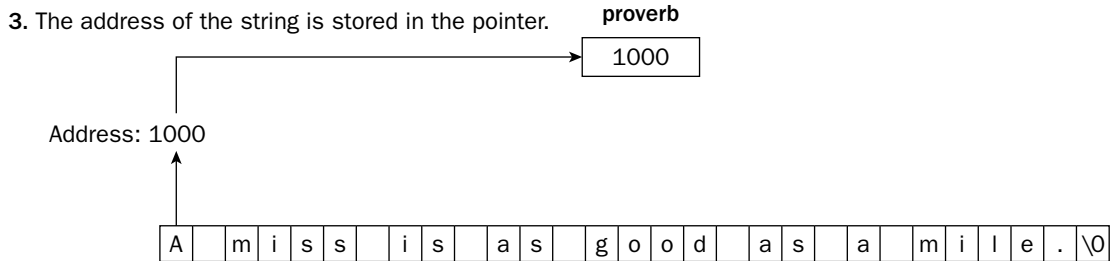 3. The address of the string is stored in the pointer.
proverb
1000
Address: 1000
A miss is as good as a mile.\0